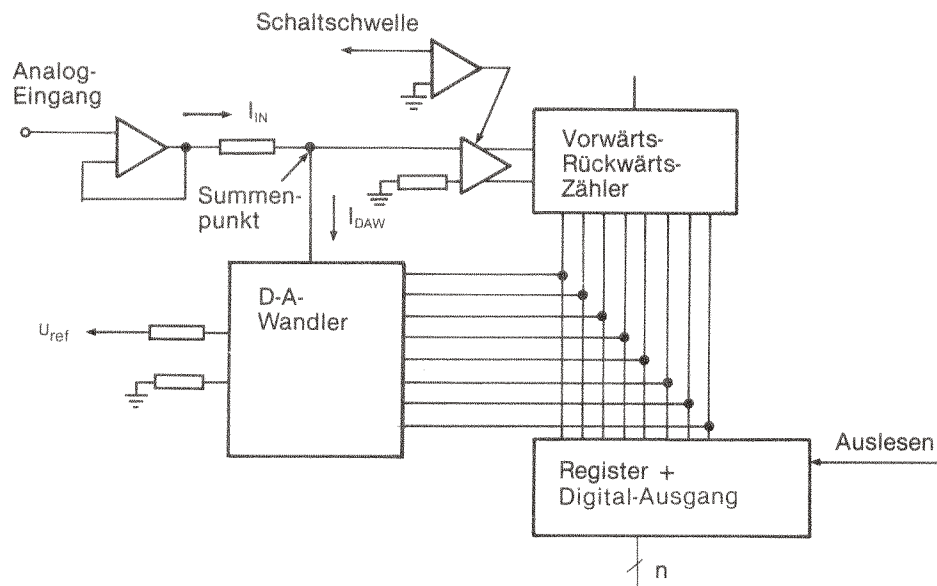 Schaltschwelle
Analog-
Eingang
I_IN
Vorwärts-
Rückwärts-
Zähler
Summen-
punkt
I_DAW
D-A-
Wandler
U_ref
Auslesen
Register +
Digital-Ausgang
n